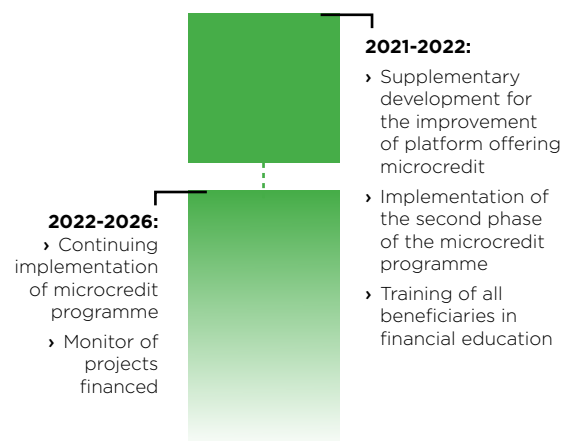 2021-2022:
› Supplementary
development for
the improvement
of platform offering
microcredit
› Implementation of
the second phase
of the microcredit
programme
› Training of all
beneficiaries in
financial education
2022-2026:
› Continuing
implementation
of microcredit
programme
› Monitor of
projects
financed